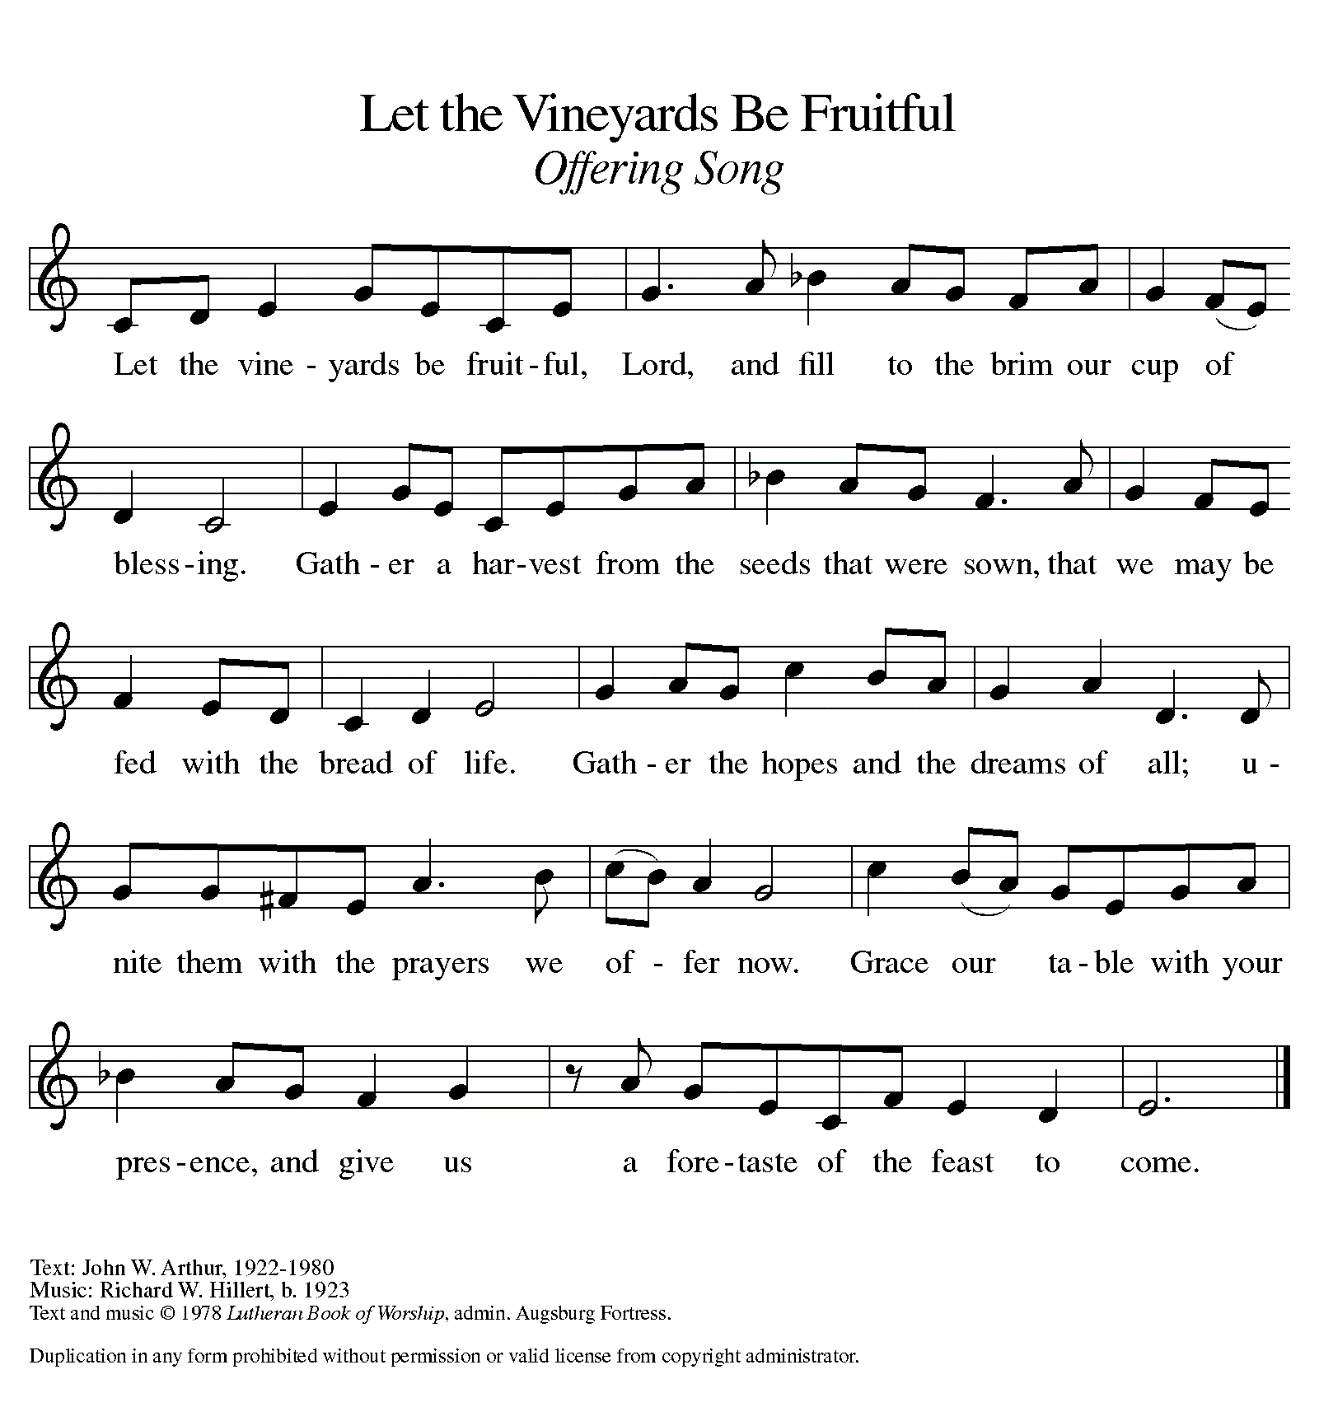 Let the Vineyards Be Fruitful
Offering Song
Let the vine - yards be fruit - ful, Lord, and fill to the brim our cup of
bless - ing. Gath - er a har - vest from the seeds that were sown, that we may be
fed with the bread of life. Gath - er the hopes and the dreams of all; u -
nite them with the prayers we of - fer now. Grace our ta - ble with your
pres - ence, and give us a fore - taste of the feast to come.
Text: John W. Arthur, 1922-1980
Music: Richard W. Hillert, b. 1923
Text and music © 1978 Lutheran Book of Worship, admin. Augsburg Fortress.
Duplication in any form prohibited without permission or valid license from copyright administrator.